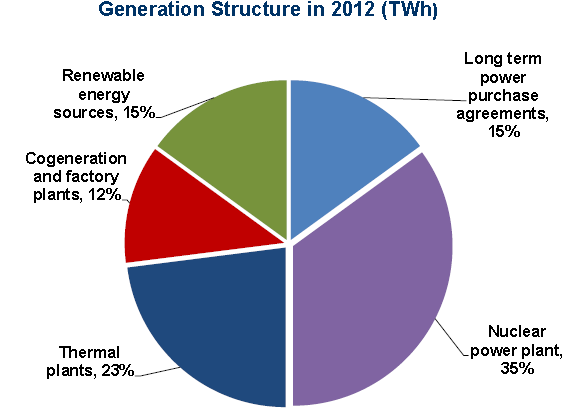 Generation Structure in 2012 (TWh)
Renewable
energy
sources, 15%
Long term
power
purchase
agreements,
15%
Cogeneration
and factory
plants, 12%
Nuclear
power plant,
35%
Thermal
plants, 23%